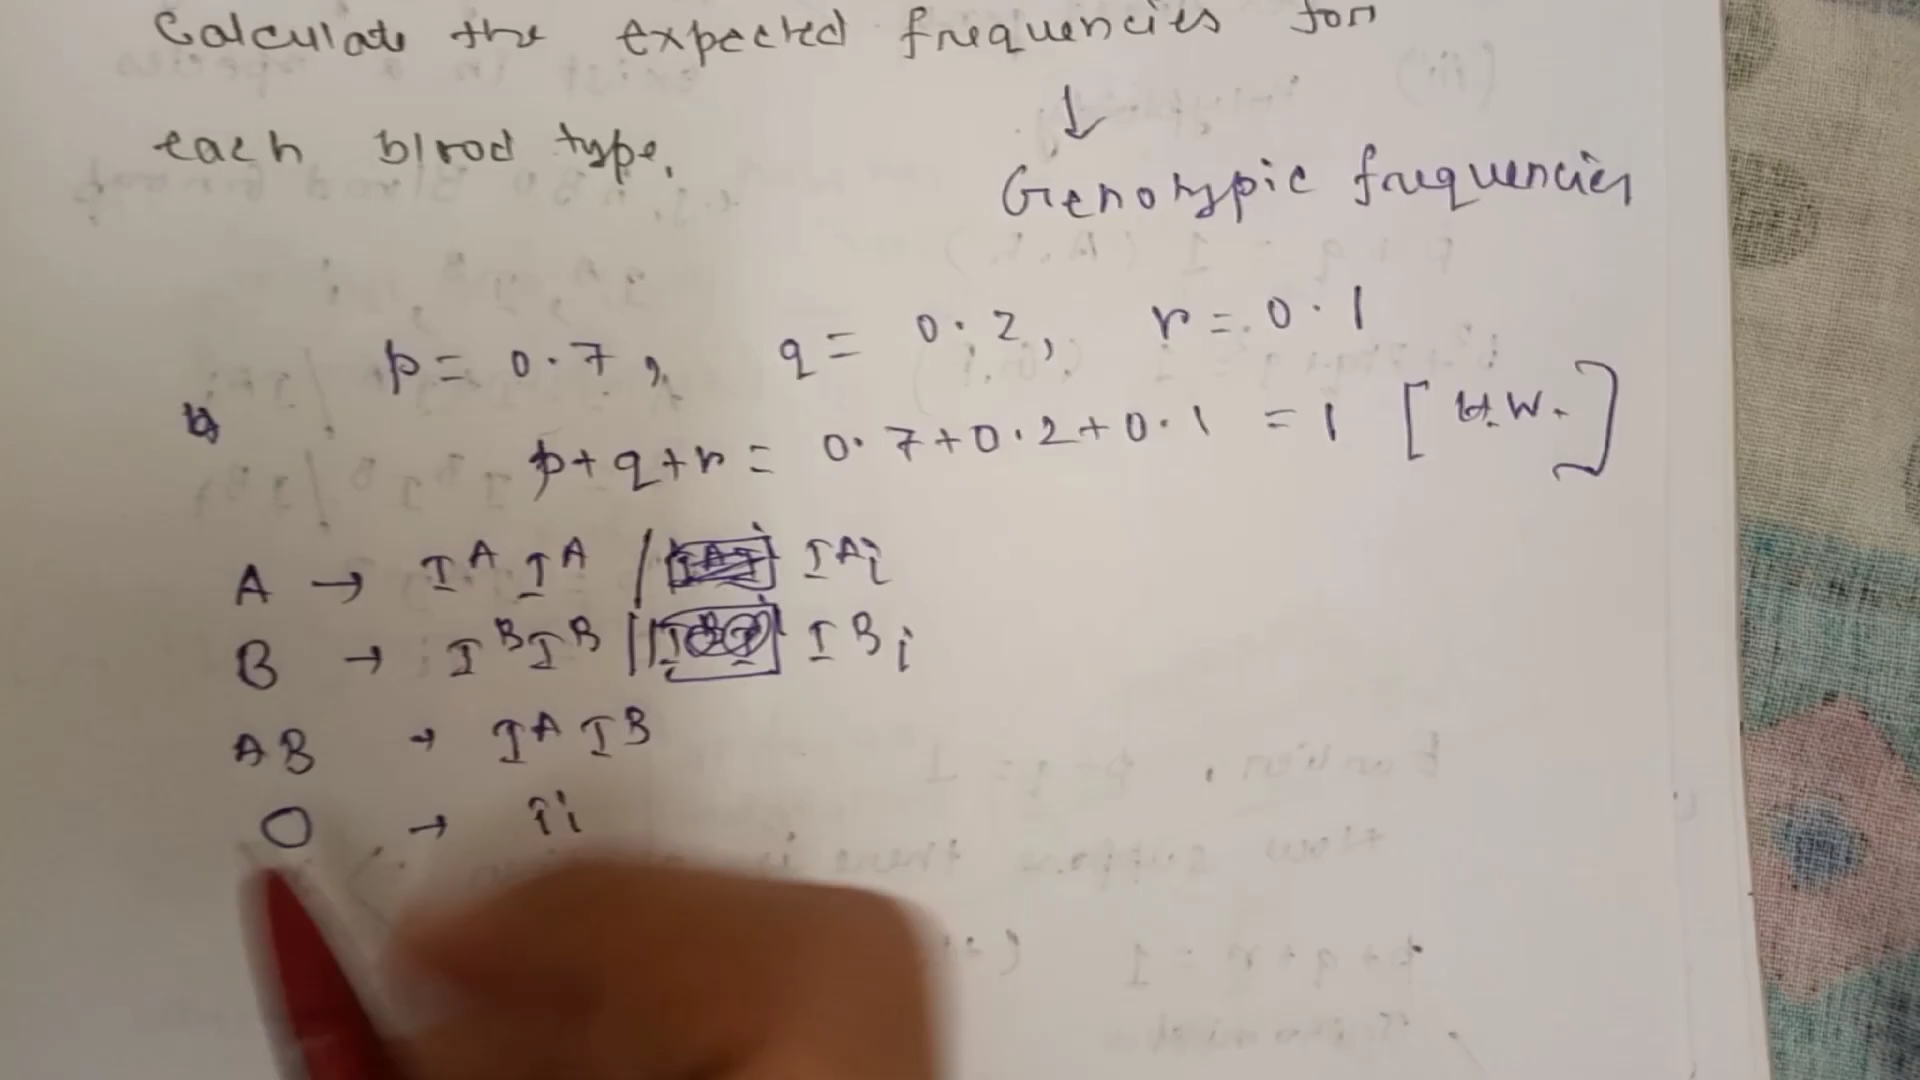 Calculate the expected frequencies for
each blood type.
↓
Genotypic frequencies
p = 0.7, q = 0.2, r = 0.1
p+q+r = 0.7+0.2+0.1 = 1 [H.W.]
A → I^A I^A / I^A i
B → I^B I^B / I^B i
AB → I^A I^B
O → ii